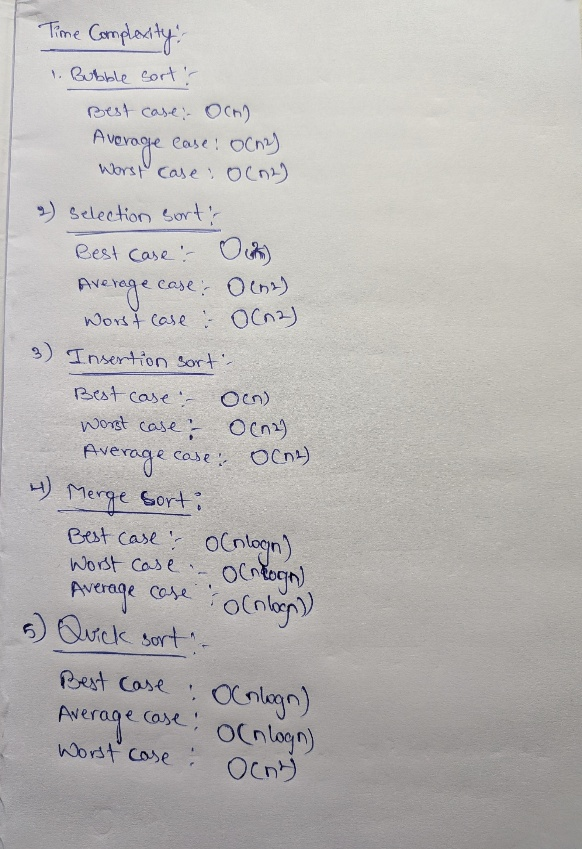 Time Complexity:-
1. Bubble sort:-
Best case:- O(n)
Average case: O(n2)
Worst case: O(n2)
2) Selection sort:-
Best case:-
Average case:- O(n2)
Worst case:- O(n2)
3) Insertion sort:-
Best case:- O(n)
Worst case:- O(n2)
Average case:- O(n2)
4) Merge sort:
Best case:- O(nlogn)
Worst case:- O(nlogn)
Average case:- O(nlogn))
5) Quick sort:-
Best case: O(nlogn)
Average case: O(nlogn)
Worst case: O(n2)